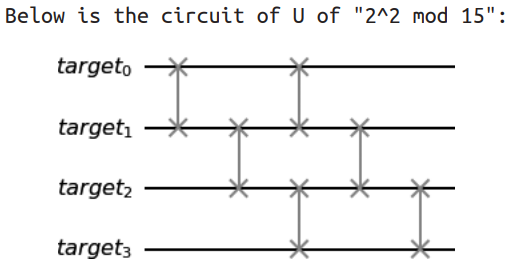 Below is the circuit of U of "2^2 mod 15":
target₀
target₁
target₂
target₃